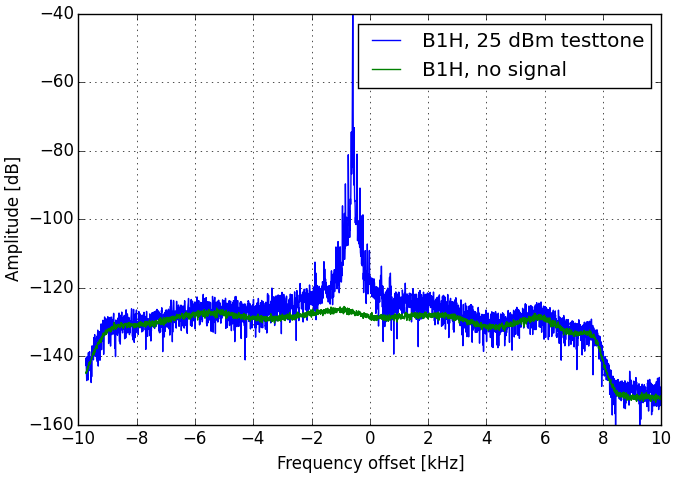 −40
−60
−80
−100
−120
−140
−160
Amplitude [dB]
B1H, 25 dBm testtone
B1H, no signal
−10 −8 −6 −4 −2 0 2 4 6 8 10
Frequency offset [kHz]